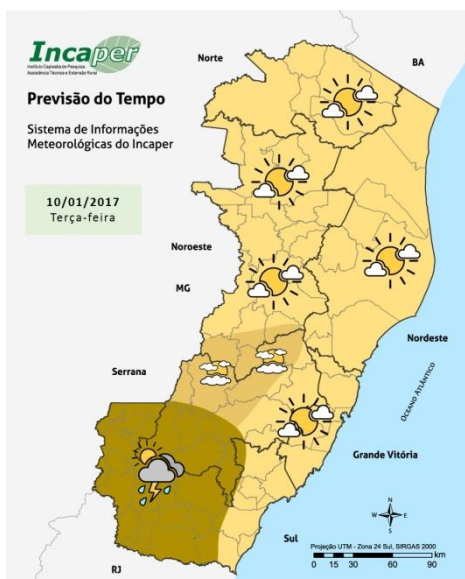 Incaper
Instituto Capixaba de Pesquisa,
Assistência Técnica e Extensão Rural
Previsão do Tempo
Sistema de Informações
Meteorológicas do Incaper
10/01/2017
Terça-feira
Norte
BA
Noroeste
MG
Nordeste
Serrana
OCEANO ATLÂNTICO
Grande Vitória
Sul
RJ
N
W E
S
Projeção UTM - Zona 24 Sul, SIRGAS 2000
0 15 30 60 90
km